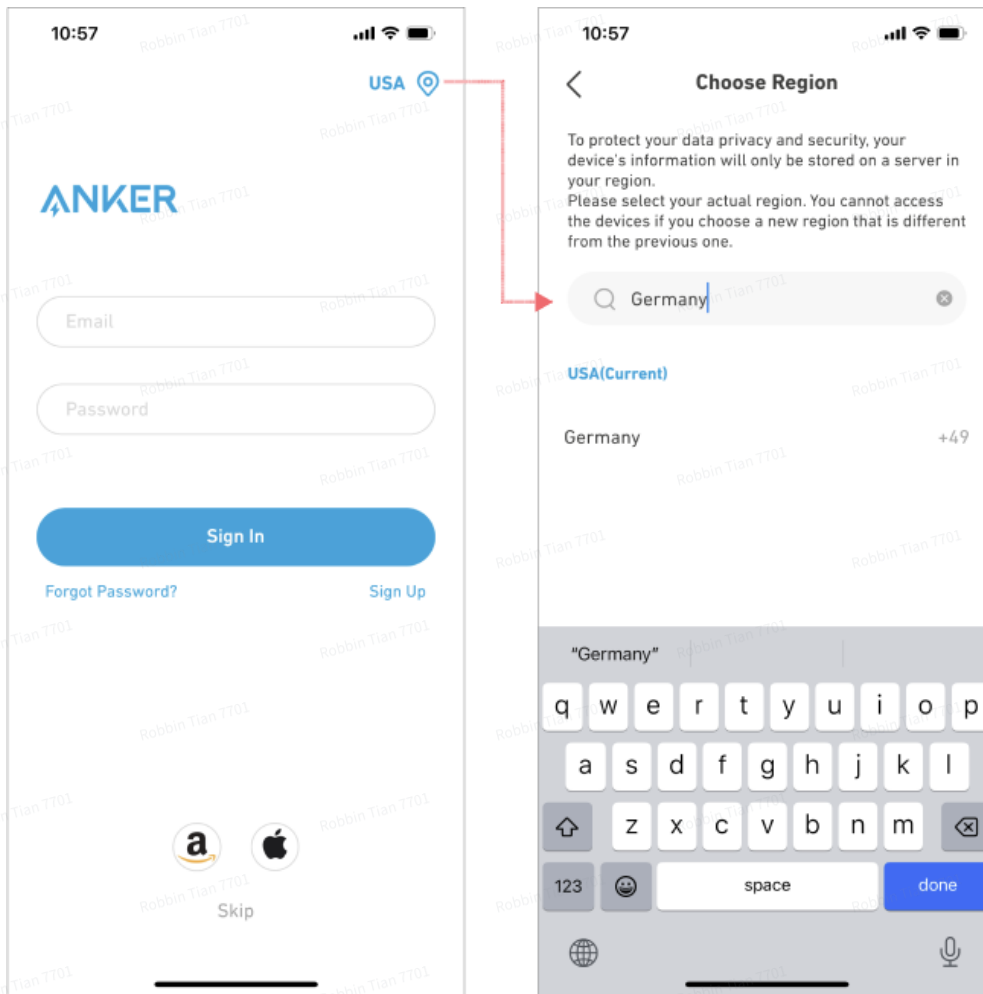 10:57
USA
ANKER
Email
Password
Sign In
Forgot Password?
Sign Up
Skip
10:57
Choose Region
To protect your data privacy and security, your
device's information will only be stored on a server in
your region.
Please select your actual region. You cannot access
the devices if you choose a new region that is different
from the previous one.
Germany
USA(Current)
Germany +49
"Germany"
q w e r t y u i o p
a s d f g h j k l
z x c v b n m
123 space done
Robbin Tian 7701